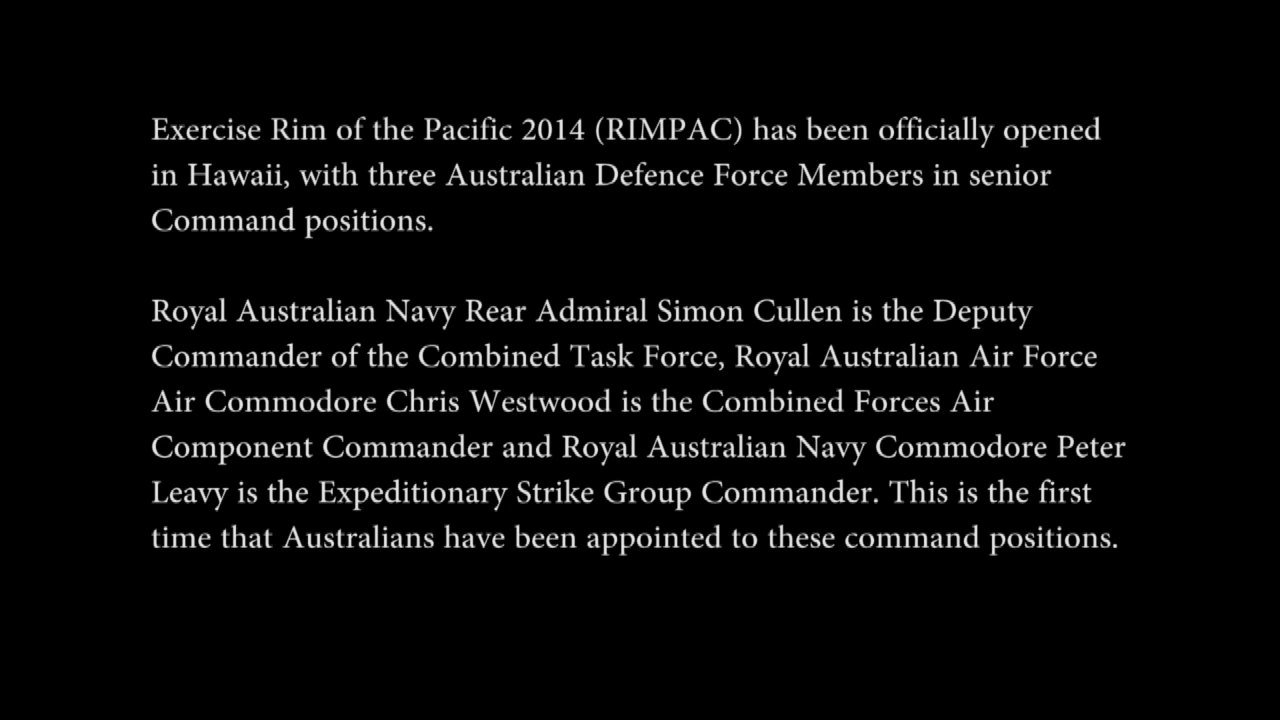 Exercise Rim of the Pacific 2014 (RIMPAC) has been officially opened
in Hawaii, with three Australian Defence Force Members in senior
Command positions.
Royal Australian Navy Rear Admiral Simon Cullen is the Deputy
Commander of the Combined Task Force, Royal Australian Air Force
Air Commodore Chris Westwood is the Combined Forces Air
Component Commander and Royal Australian Navy Commodore Peter
Leavy is the Expeditionary Strike Group Commander. This is the first
time that Australians have been appointed to these command positions.